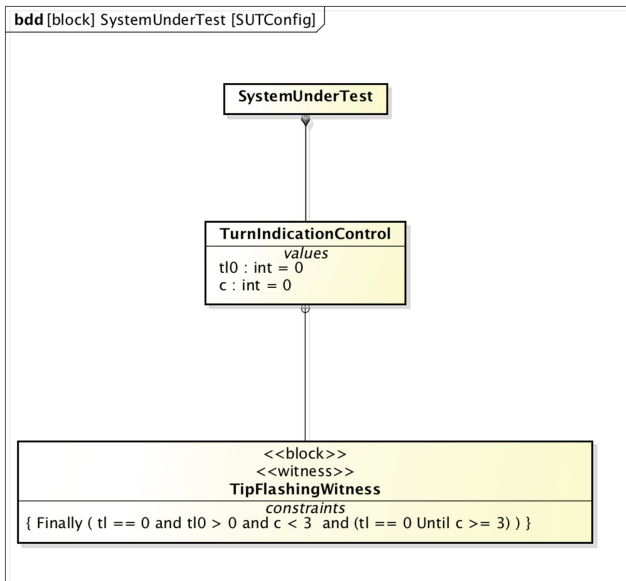 bdd [block] SystemUnderTest [SUTConfig]
SystemUnderTest
TurnIndicationControl
values
tl0 : int = 0
c : int = 0
<<block>>
<<witness>>
TipFlashingWitness
constraints
{ Finally ( tl == 0 and tl0 > 0 and c < 3  and (tl == 0 Until c >= 3) ) }